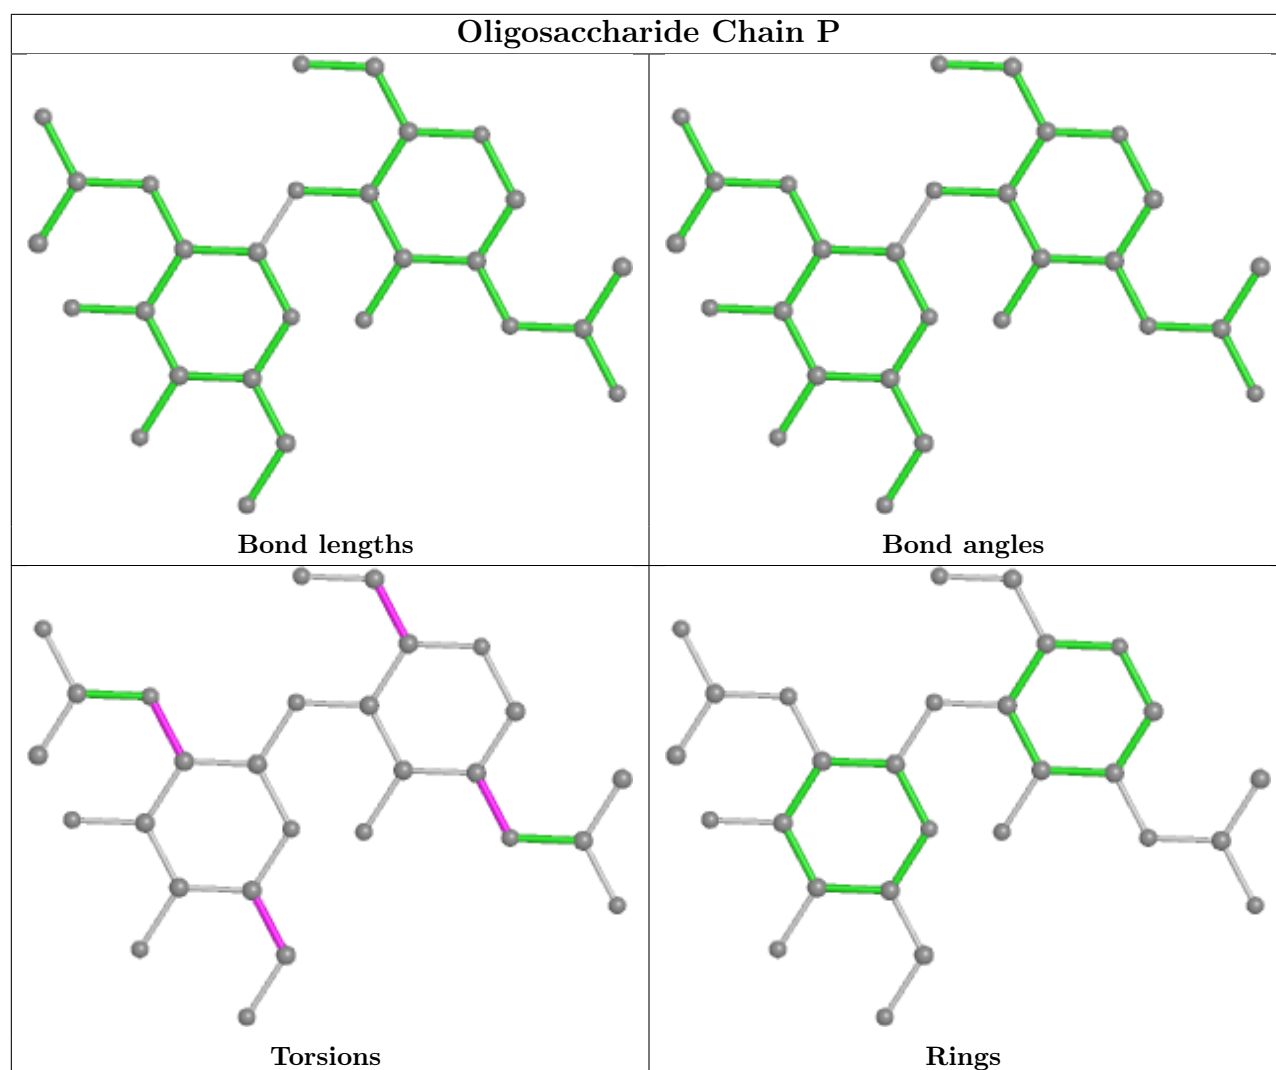 Oligosaccharide Chain P
Bond lengths
Bond angles
Torsions
Rings